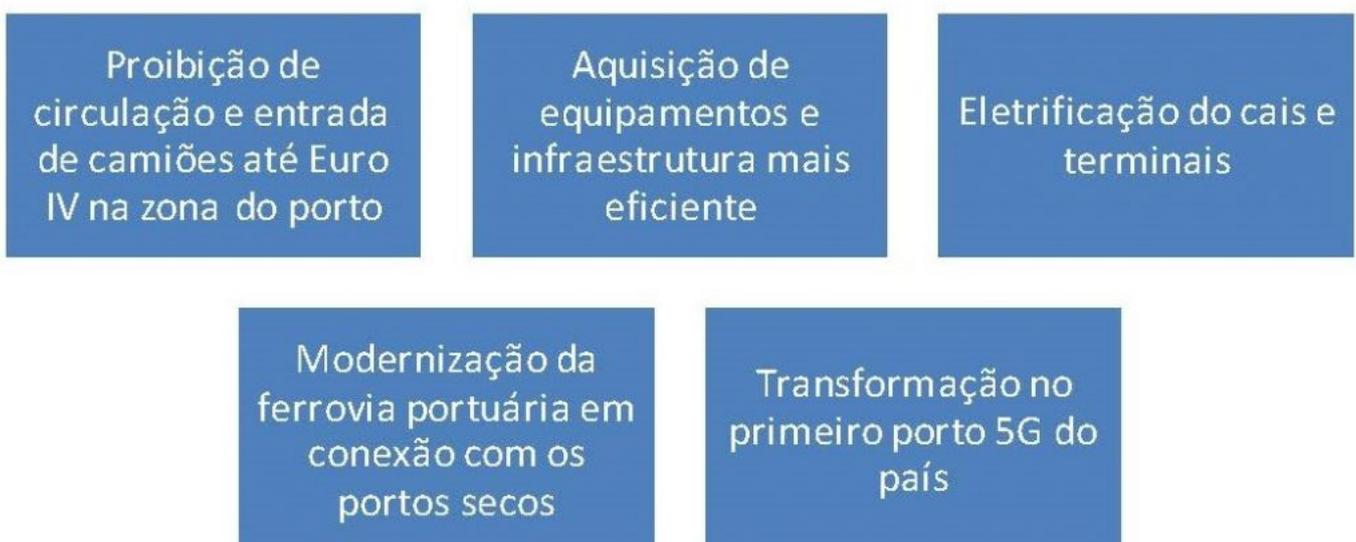 Proibição de
circulação e entrada
de camiões até Euro
IV na zona do porto
Aquisição de
equipamentos e
infraestrutura mais
eficiente
Eletrificação do cais e
terminais
Modernização da
ferrovia portuária em
conexão com os
portos secos
Transformação no
primeiro porto 5G do
país